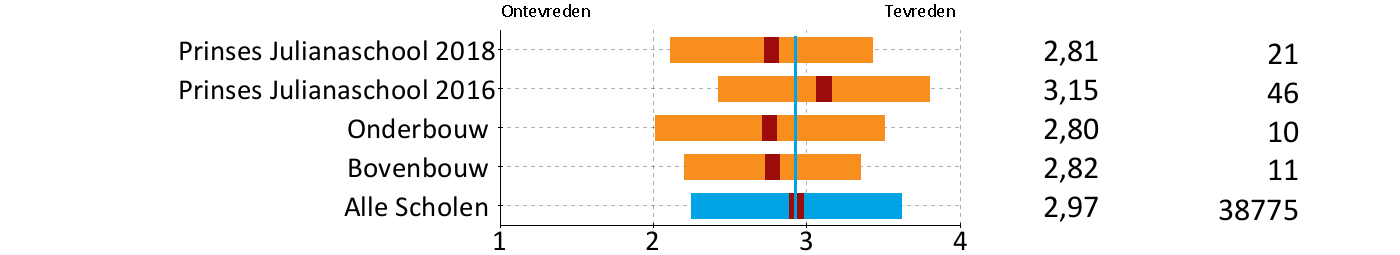 Ontevreden Tevreden
Prinses Julianaschool 2018 2,81 21
Prinses Julianaschool 2016 3,15 46
Onderbouw 2,80 10
Bovenbouw 2,82 11
Alle Scholen 2,97 38775
1 2 3 4